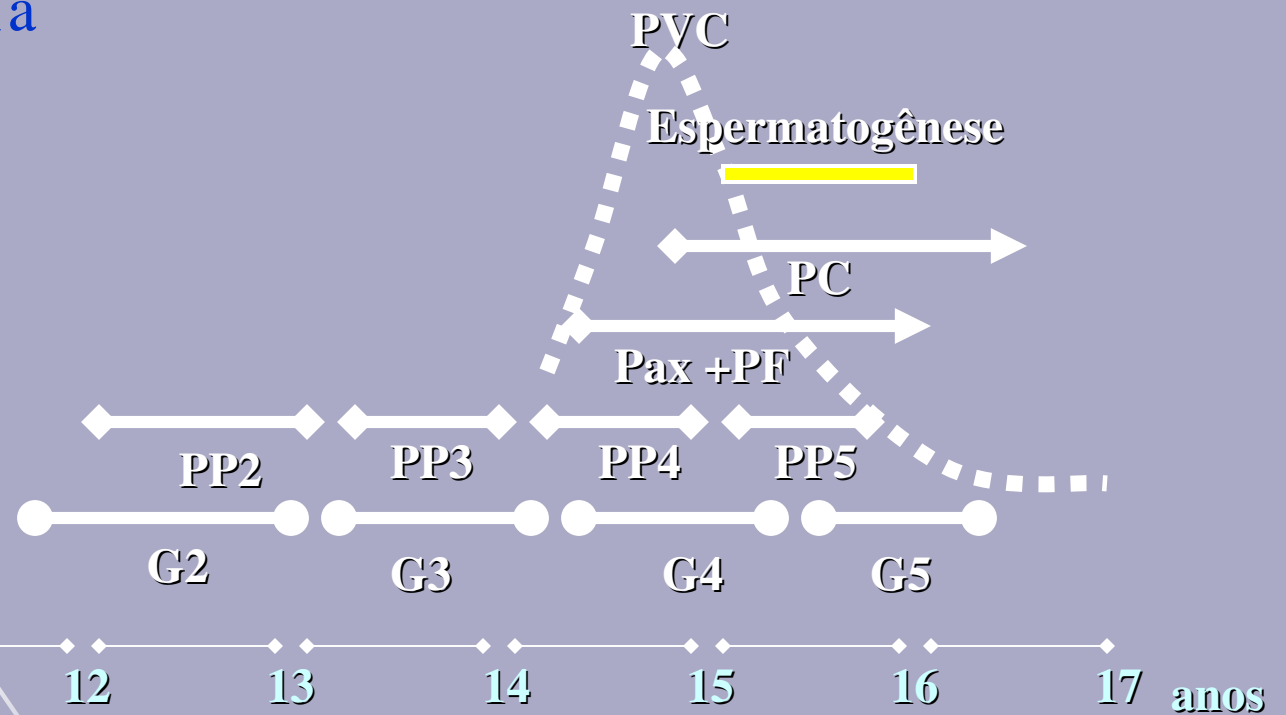 a
PVC
Espermatogênese
PC
Pax +PF
PP2 PP3 PP4 PP5
G2 G3 G4 G5
12 13 14 15 16 17 anos